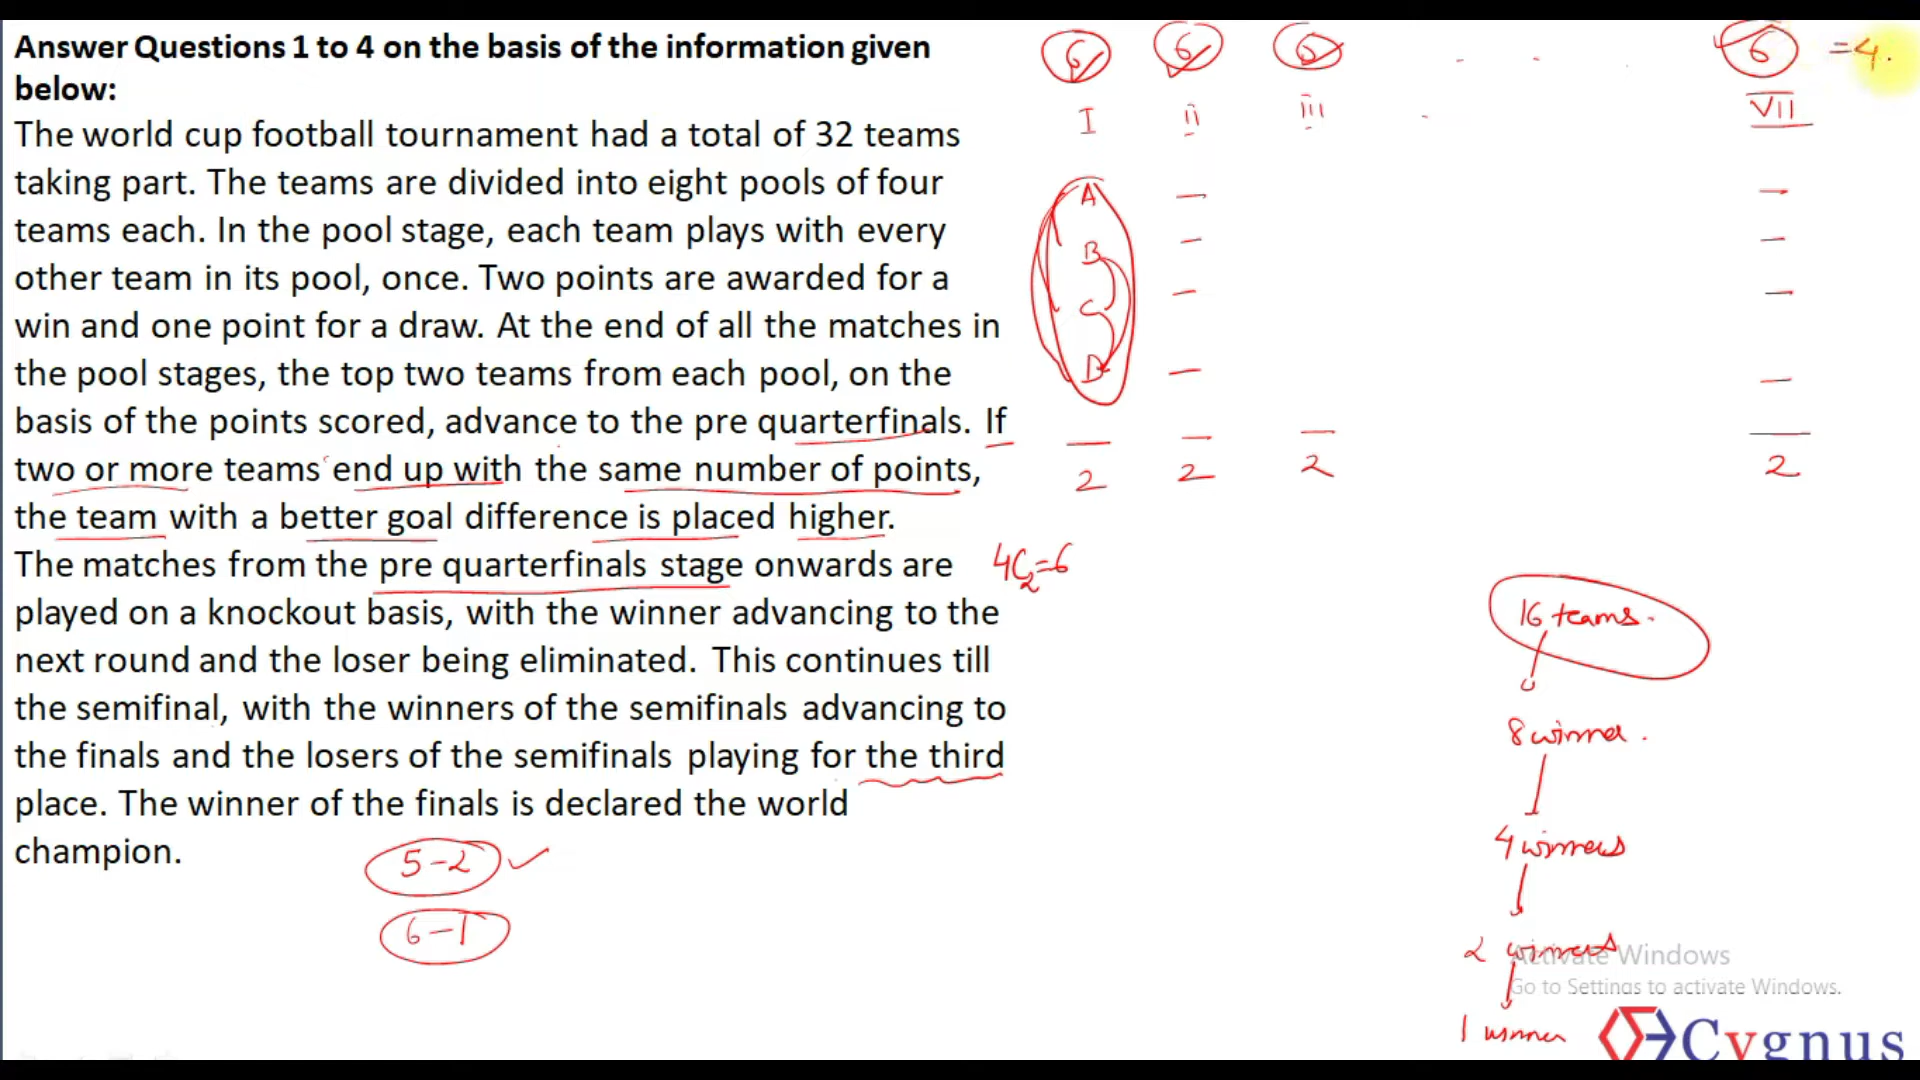 Answer Questions 1 to 4 on the basis of the information given
below:
The world cup football tournament had a total of 32 teams
taking part. The teams are divided into eight pools of four
teams each. In the pool stage, each team plays with every
other team in its pool, once. Two points are awarded for a
win and one point for a draw. At the end of all the matches in
the pool stages, the top two teams from each pool, on the
basis of the points scored, advance to the pre quarterfinals. If
two or more teams end up with the same number of points,
the team with a better goal difference is placed higher.
The matches from the pre quarterfinals stage onwards are
played on a knockout basis, with the winner advancing to the
next round and the loser being eliminated. This continues till
the semifinal, with the winners of the semifinals advancing to
the finals and the losers of the semifinals playing for the third
place. The winner of the finals is declared the world
champion.
5-2
6-1
6 6 6 6 =4.
I II III VII
A
B
C
D
2 2 2 2
4C2=6
16 teams.
8 winner.
4 winners
2 winners
1 winner
Activate Windows
Go to Settings to activate Windows.
Cygnus